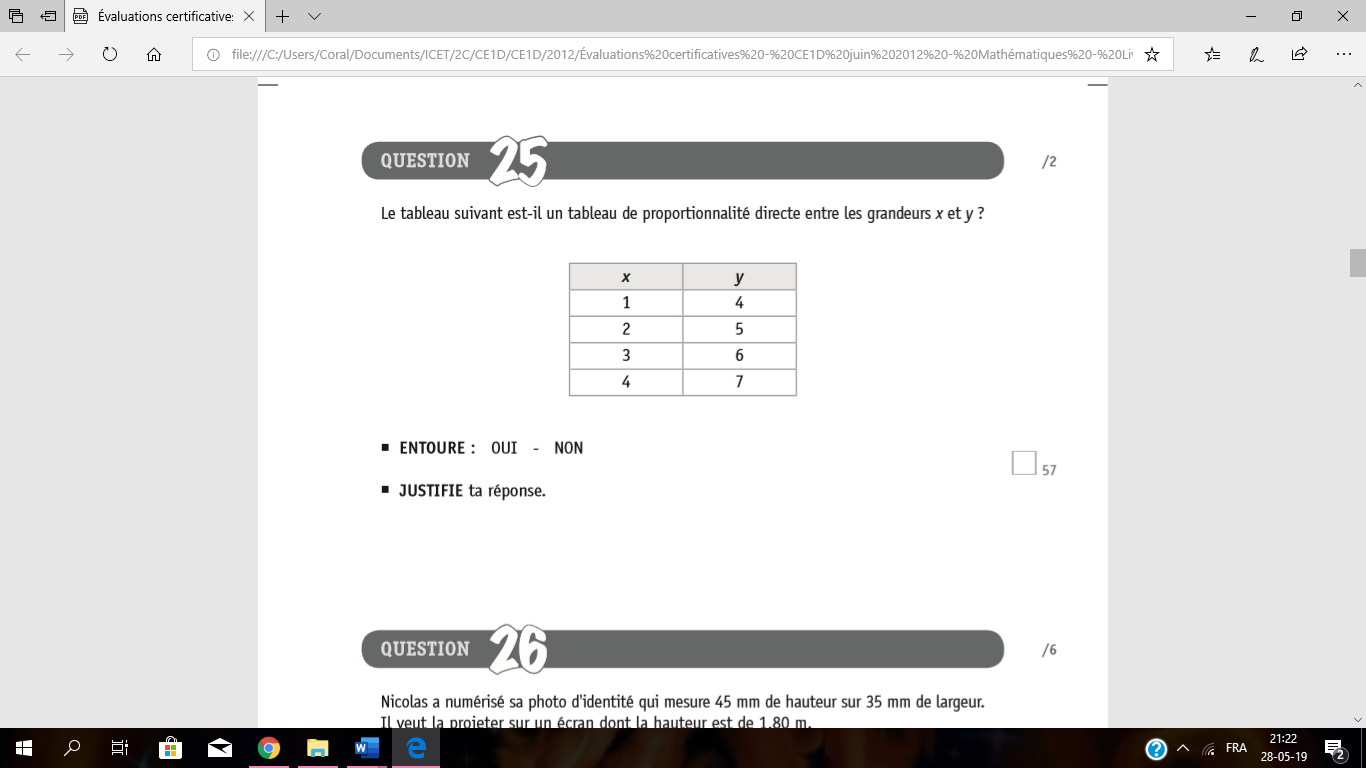 Évaluations certificative:
file:///C:/Users/Coral/Documents/ICET/2C/CE1D/CE1D/2012/Évaluations%20certificatives%20-%20CE1D%20juin%202012%20-%20Mathématiques%20-%20Li
QUESTION 25 /2
Le tableau suivant est-il un tableau de proportionnalité directe entre les grandeurs x et y ?
x y
1 4
2 5
3 6
4 7
■ ENTOURE : OUI - NON
57
■ JUSTIFIE ta réponse.
QUESTION 26 /6
Nicolas a numérisé sa photo d'identité qui mesure 45 mm de hauteur sur 35 mm de largeur.
Il veut la projeter sur un écran dont la hauteur est de 1,80 m.
FRA
21:22
28-05-19
2